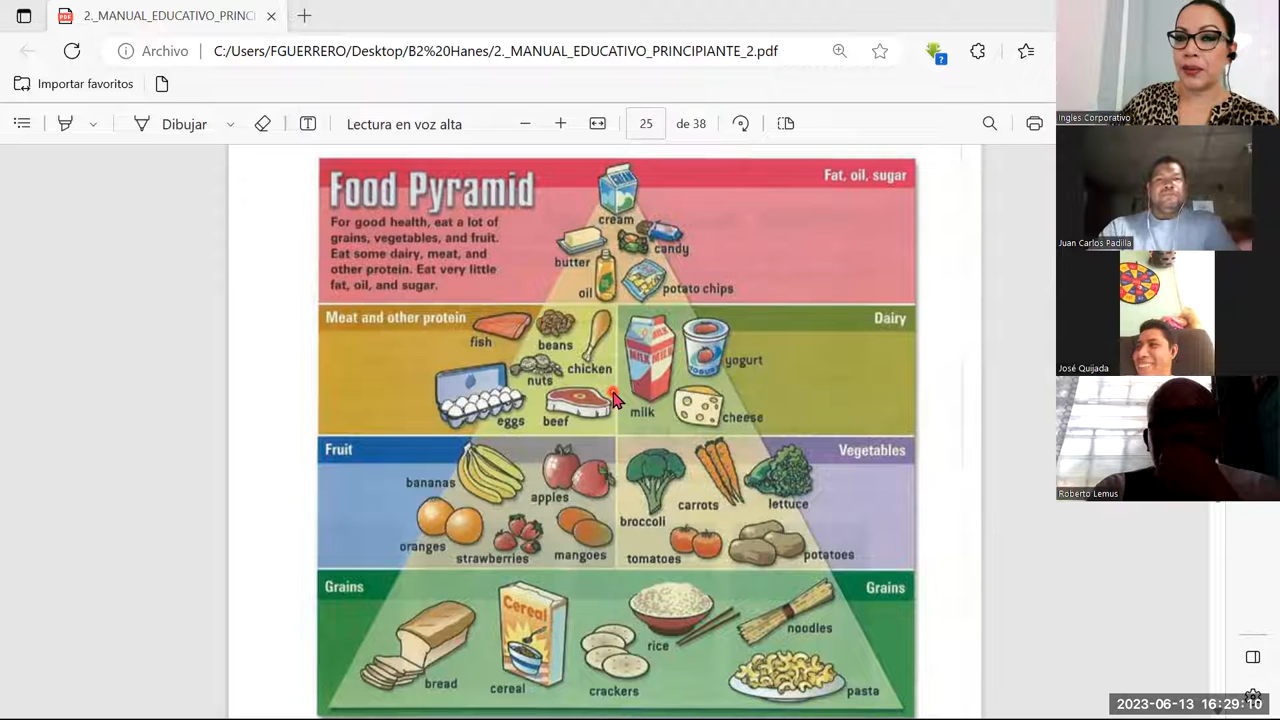 2._MANUAL_EDUCATIVO_PRINCI
Archivo
C:/Users/FGUERRERO/Desktop/B2%20Hanes/2._MANUAL_EDUCATIVO_PRINCIPIANTE_2.pdf
Importar favoritos
Dibujar
Lectura en voz alta
25
de 38
Food Pyramid
For good health, eat a lot of
grains, vegetables, and fruit.
Eat some dairy, meat, and
other protein. Eat very little
fat, oil, and sugar.
Fat, oil, sugar
CREAM
cream
butter
candy
oil
potato chips
Meat and other protein
Dairy
fish
beans
chicken
nuts
eggs
beef
MILK
milk
YOGURT
yogurt
cheese
Fruit
Vegetables
bananas
apples
oranges
strawberries
mangoes
broccoli
carrots
lettuce
tomatoes
potatoes
Grains
Grains
bread
Cereal
cereal
crackers
rice
noodles
pasta
Ingles Corporativo
Juan Carlos Padilla
José Quijada
Roberto Lemus
2023-06-13 16:29:10